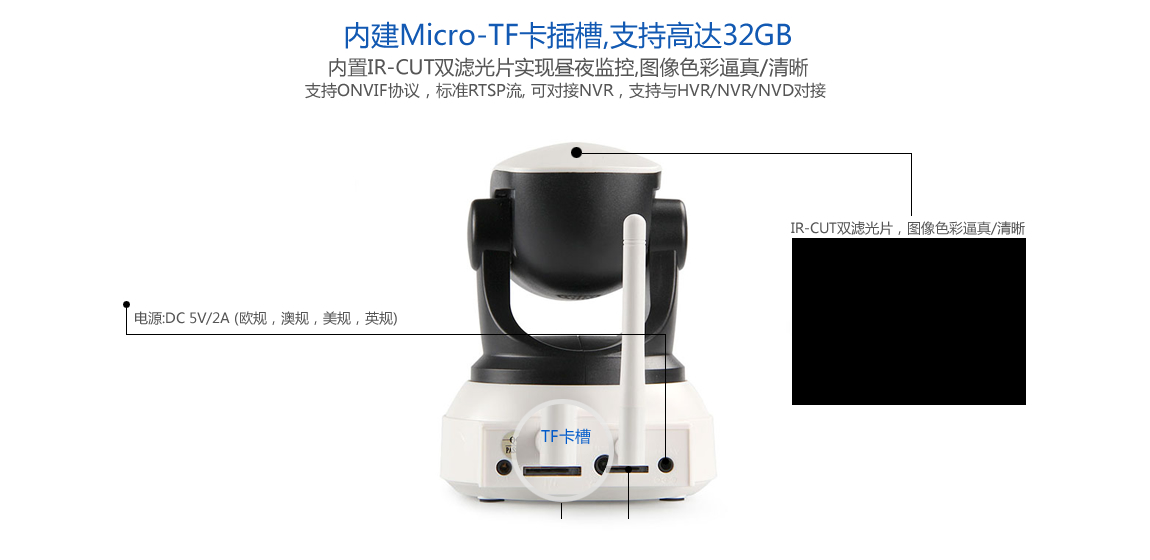 内建Micro-TF卡插槽,支持高达32GB
内置IR-CUT双滤光片实现昼夜监控,图像色彩逼真/清晰
支持ONVIF协议，标准RTSP流, 可对接NVR，支持与HVR/NVR/NVD对接
IR-CUT双滤光片，图像色彩逼真/清晰
电源:DC 5V/2A (欧规，澳规，美规，英规)
TF卡槽